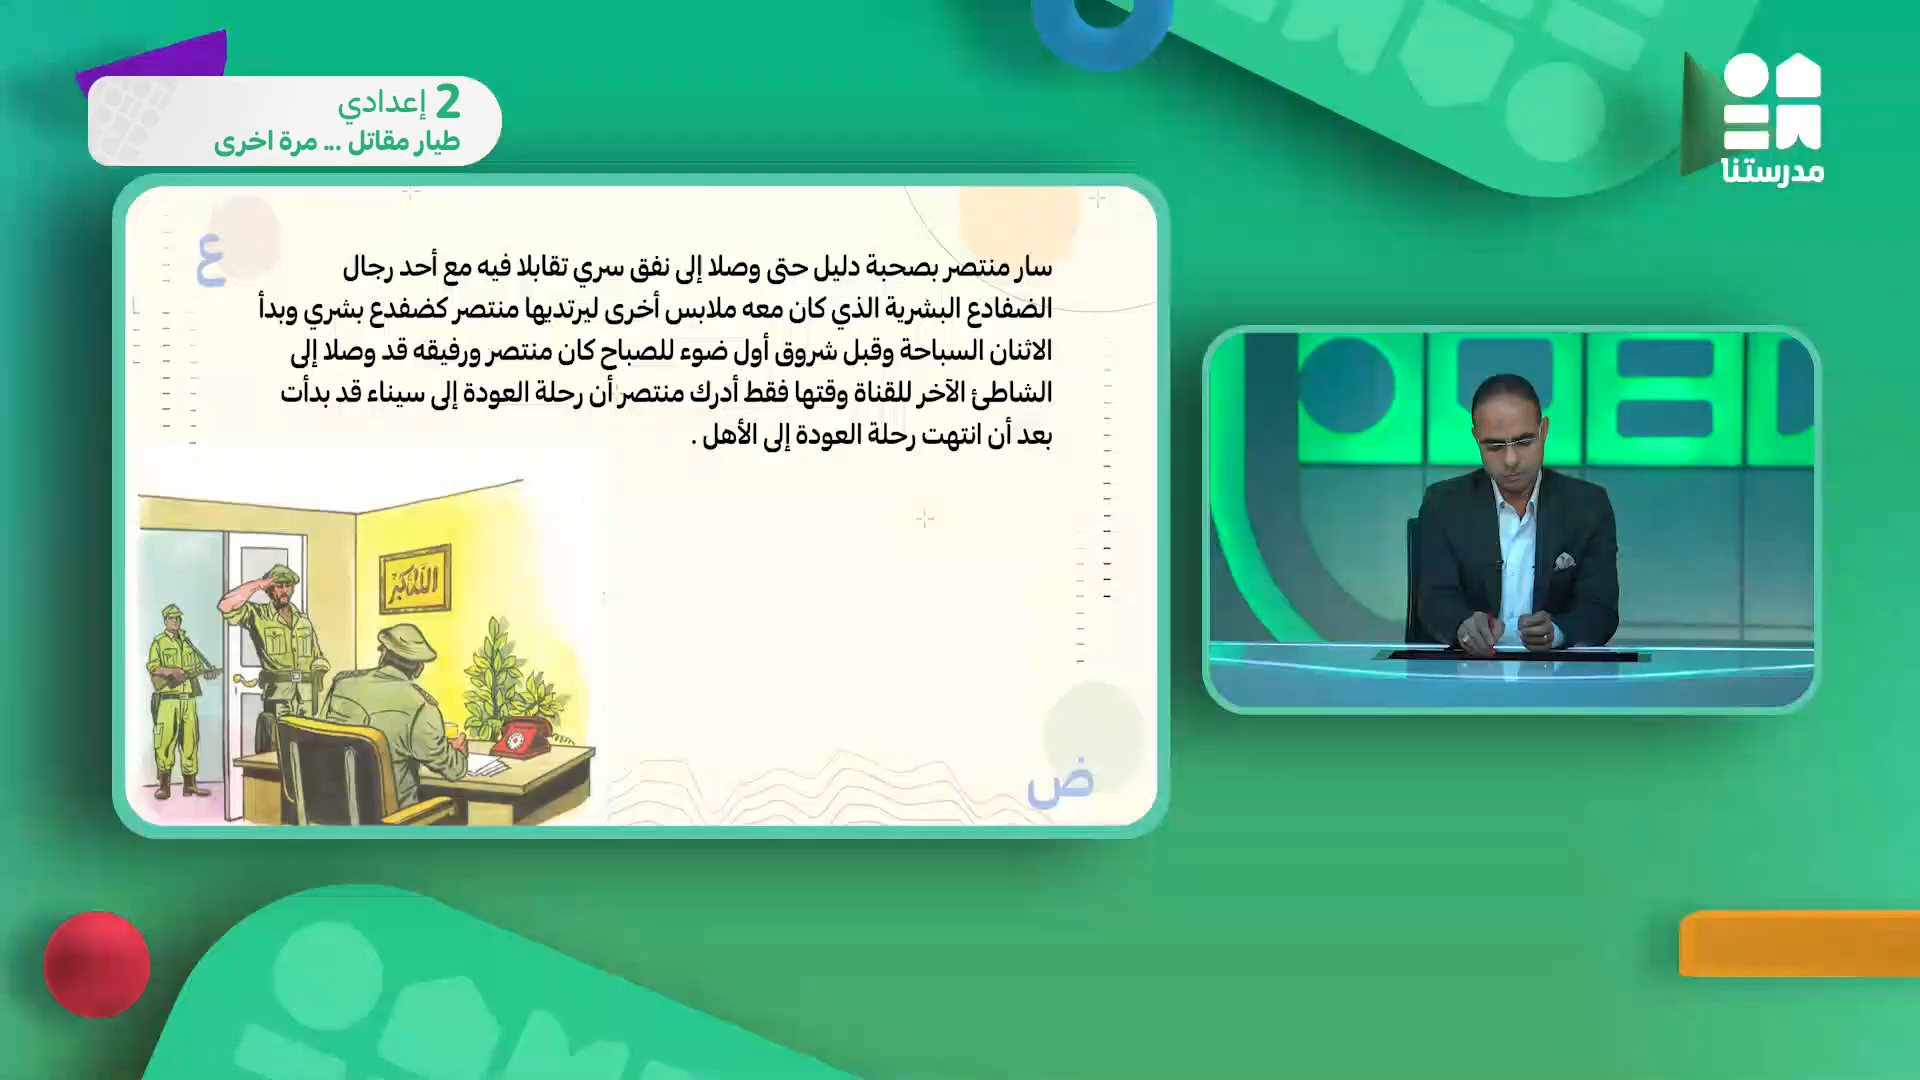 2 إعدادي
طيار مقاتل ... مرة اخرى
مدرستنا
ع
سار منتصر بصحبة دليل حتى وصلا إلى نفق سري تقابلا فيه مع أحد رجال
الضفادع البشرية الذي كان معه ملابس أخرى ليرتديها منتصر كضفدع بشري وبدأ
الاثنان السباحة وقبل شروق أول ضوء للصباح كان منتصر ورفيقه قد وصلا إلى
الشاطئ الآخر للقناة وقتها فقط أدرك منتصر أن رحلة العودة إلى سيناء قد بدأت
بعد أن انتهت رحلة العودة إلى الأهل .
الله أكبر
ض